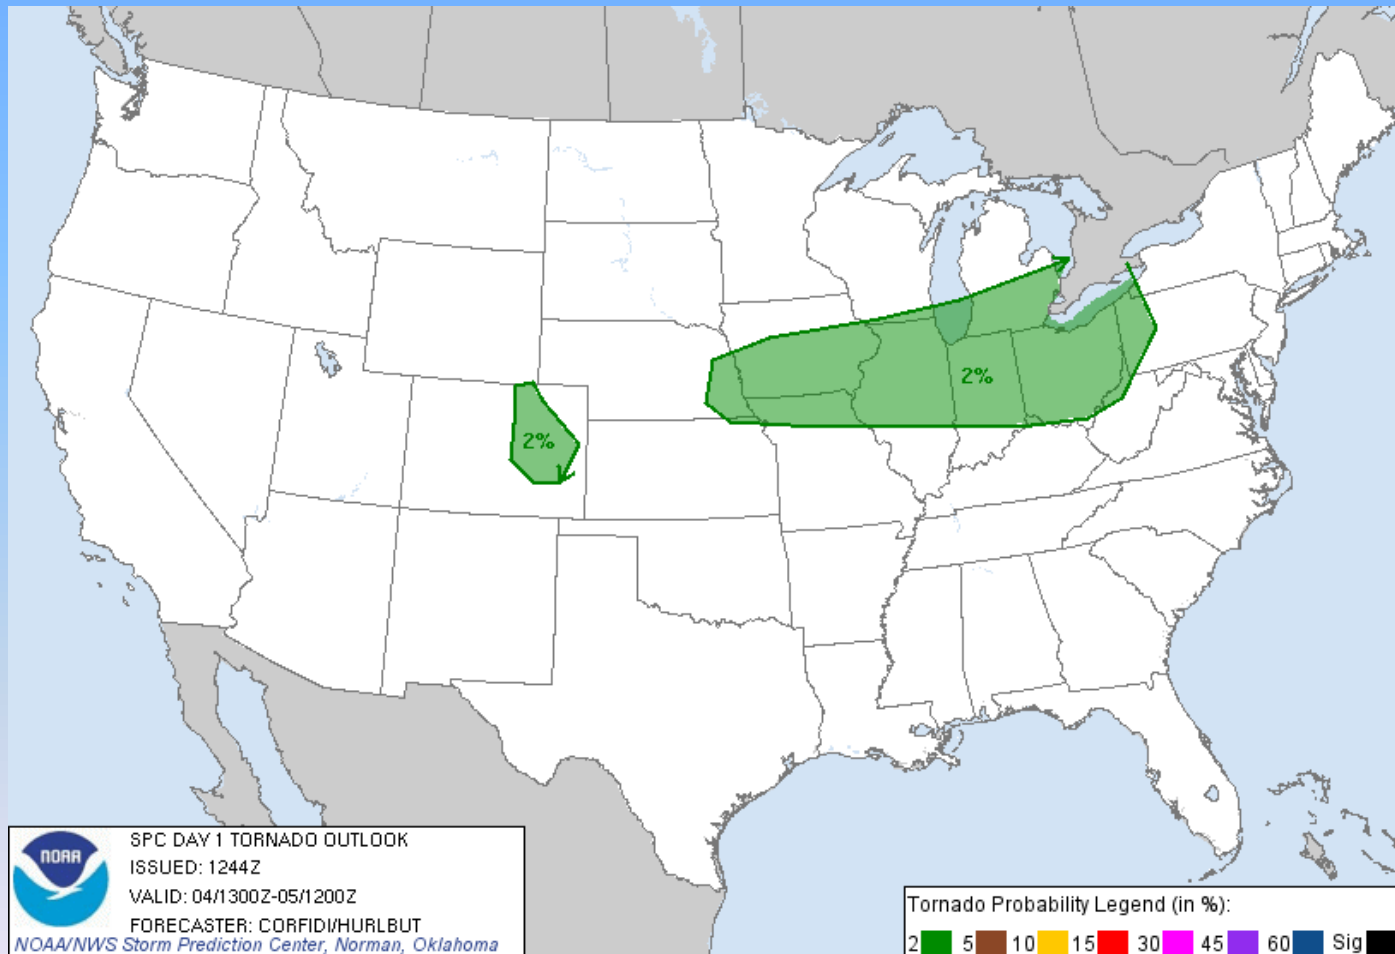 2%
2%
NOAA
SPC DAY 1 TORNADO OUTLOOK
ISSUED: 1244Z
VALID: 04/1300Z-05/1200Z
FORECASTER: CORFIDI/HURLBUT
NOAA/NWS Storm Prediction Center, Norman, Oklahoma
Tornado Probability Legend (in %):
2 5 10 15 30 45 60 Sig